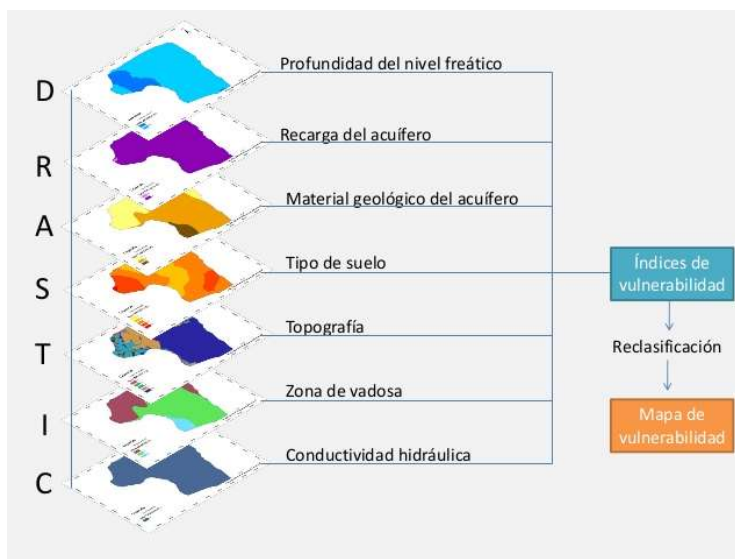 D
Profundidad del nivel freático
R
Recarga del acuífero
A
Material geológico del acuífero
S
Tipo de suelo
T
Topografía
I
Zona de vadosa
C
Conductividad hidráulica
Índices de
vulnerabilidad
Reclasificación
Mapa de
vulnerabilidad